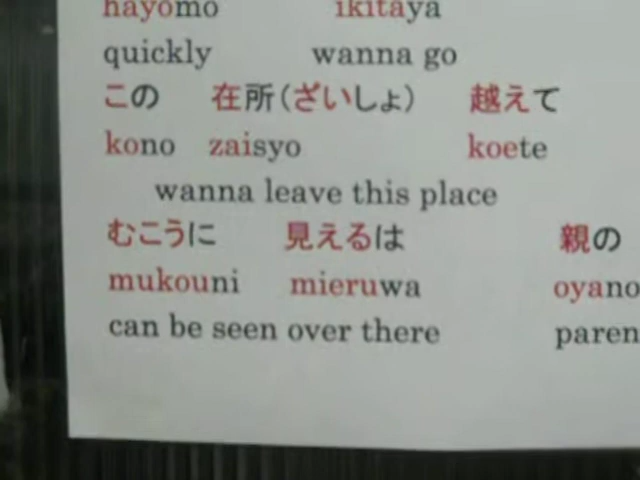 hayomo ikitaya
quickly wanna go
この 在所(ざいしょ) 越えて
kono zaisyo koete
wanna leave this place
むこうに 見えるは 親の
mukouni mieruwa oyano
can be seen over there paren